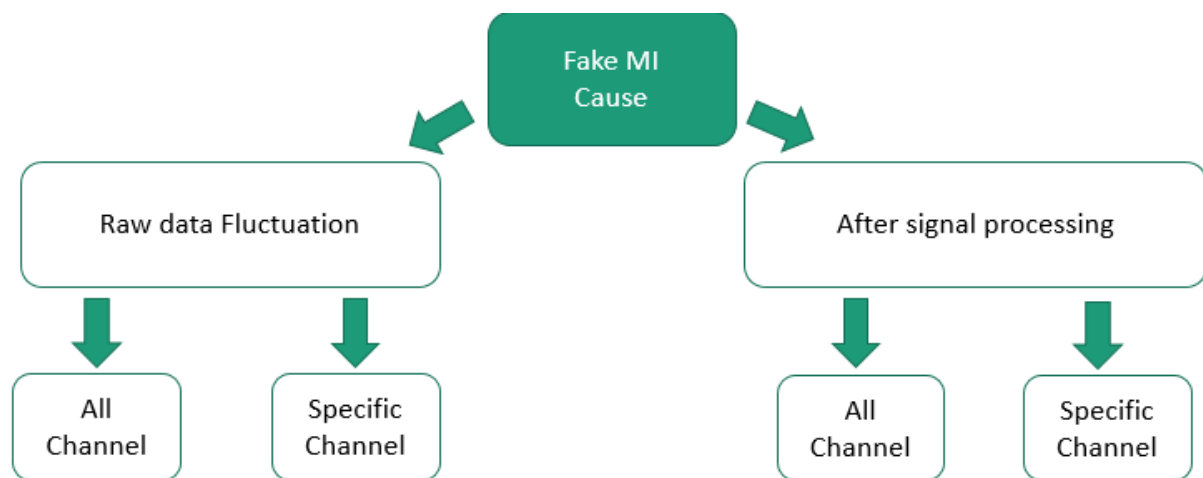 Fake MI
Cause
Raw data Fluctuation
After signal processing
All
Channel
Specific
Channel
All
Channel
Specific
Channel